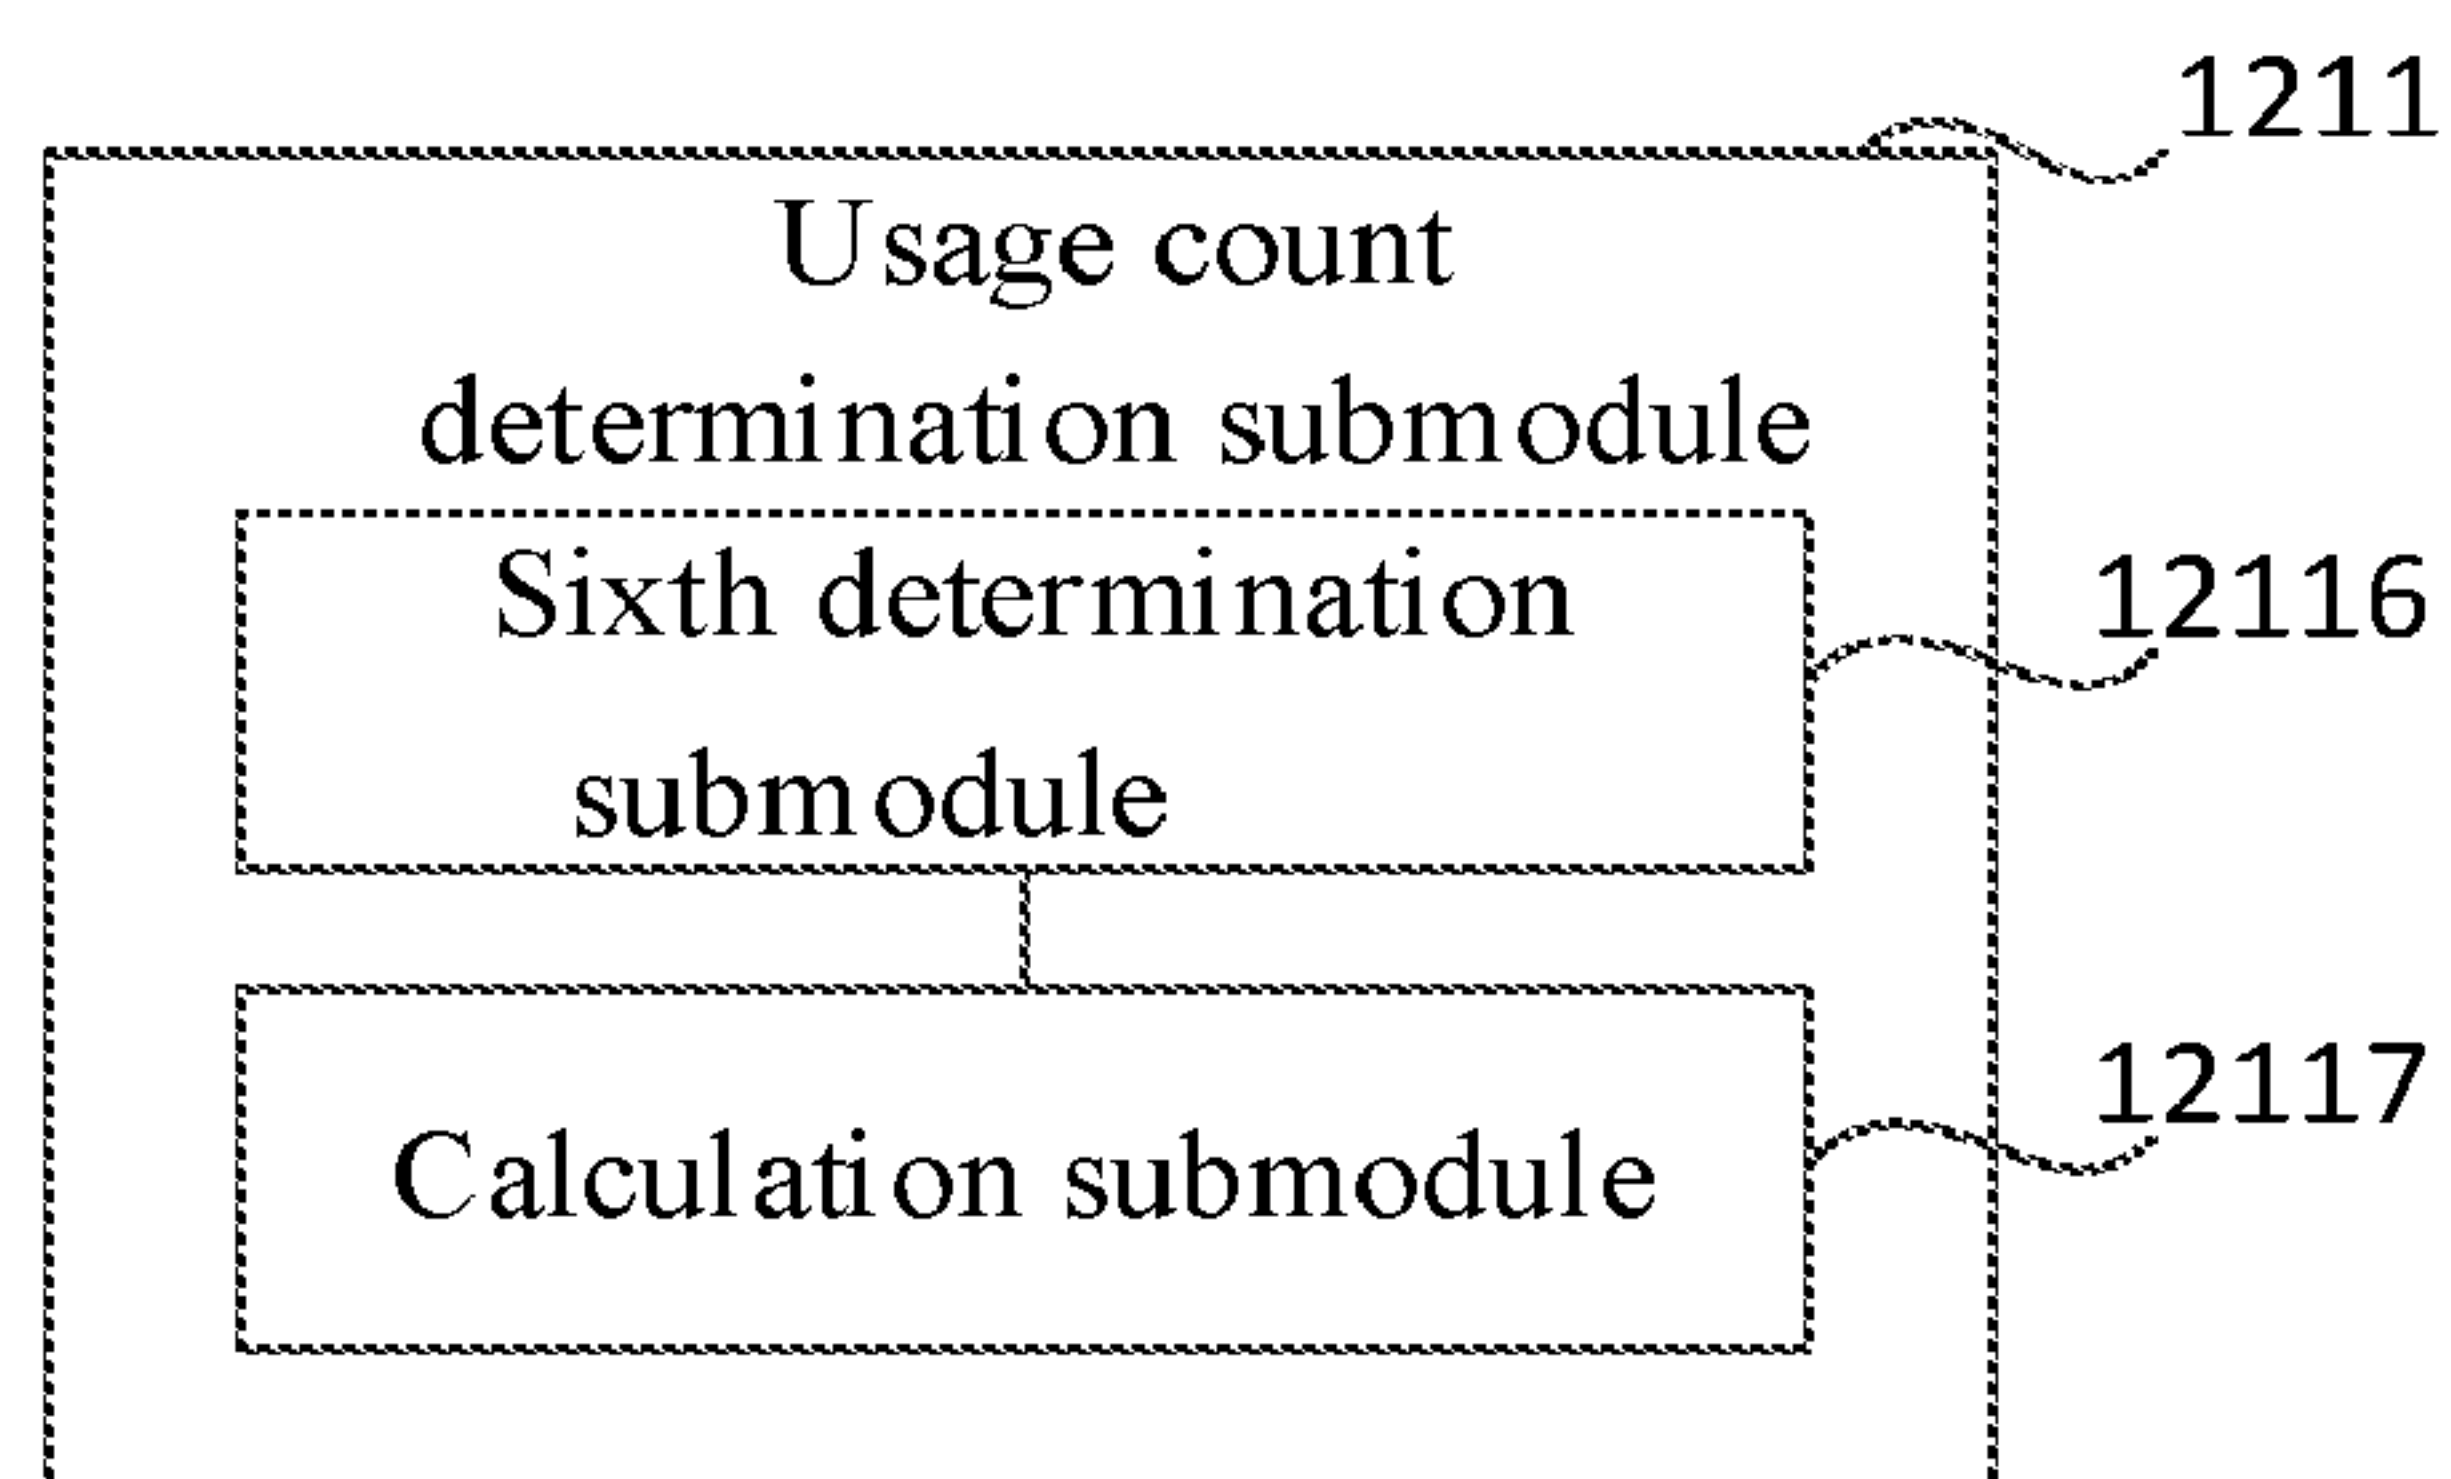 1211
Usage count
determination submodule
Sixth determination
12116
submodule
12117
Calculation submodule